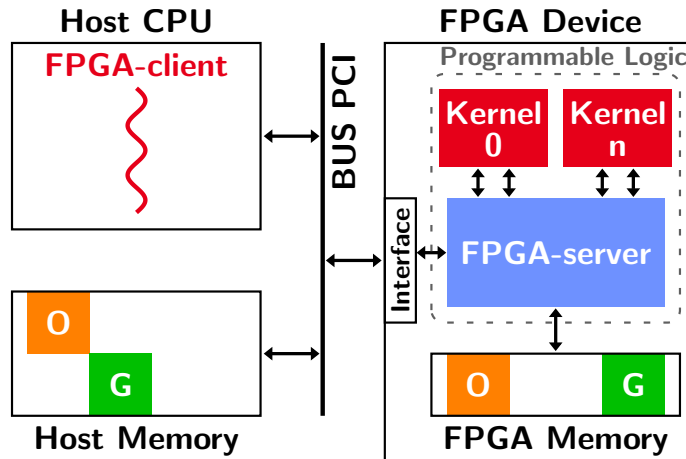 Host CPU
FPGA-client
BUS PCI
FPGA Device
Programmable Logic
Kernel
0
Kernel
n
Interface
FPGA-server
O
G
Host Memory
O
G
FPGA Memory